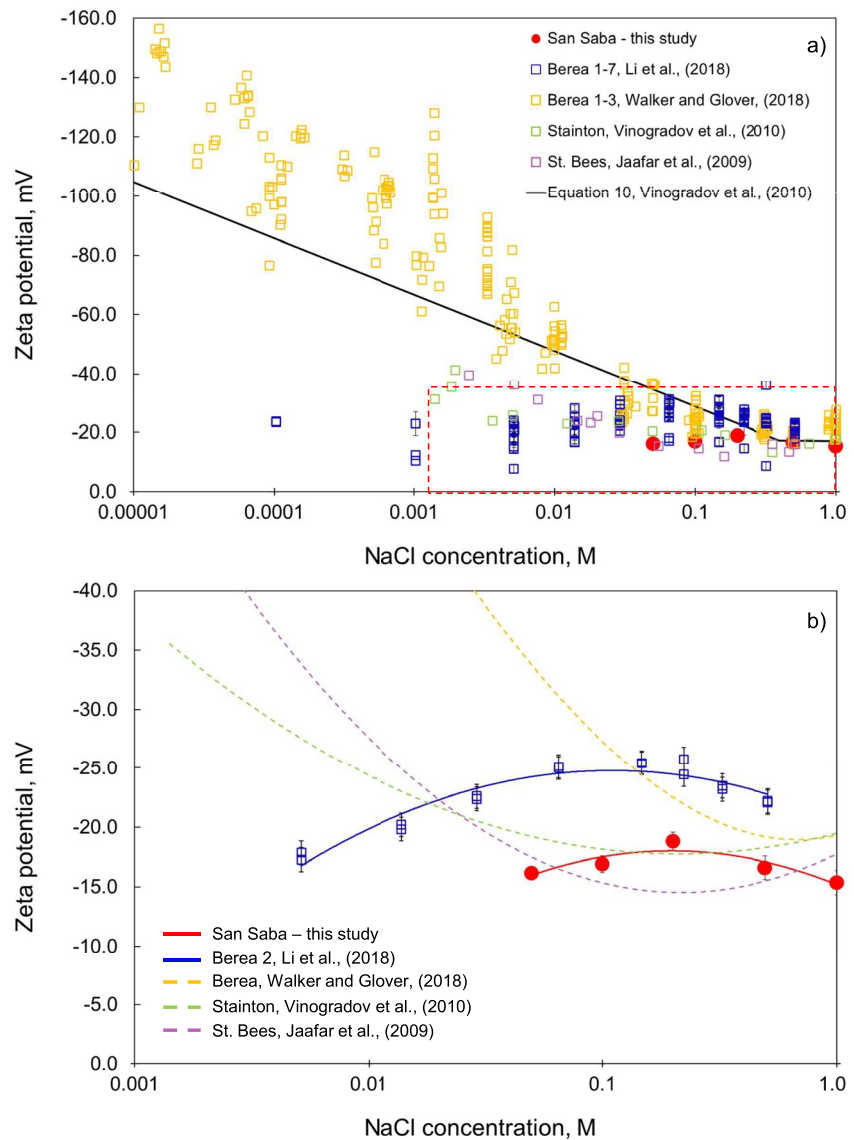 -160.0
-140.0
-120.0
-100.0
-80.0
-60.0
-40.0
-20.0
0.0
Zeta potential, mV
a)
San Saba - this study
Berea 1-7, Li et al., (2018)
Berea 1-3, Walker and Glover, (2018)
Stainton, Vinogradov et al., (2010)
St. Bees, Jaafar et al., (2009)
Equation 10, Vinogradov et al., (2010)
0.00001 0.0001 0.001 0.01 0.1 1.0
NaCl concentration, M
-40.0
-35.0
-30.0
-25.0
-20.0
-15.0
-10.0
-5.0
0.0
Zeta potential, mV
b)
San Saba – this study
Berea 2, Li et al., (2018)
Berea, Walker and Glover, (2018)
Stainton, Vinogradov et al., (2010)
St. Bees, Jaafar et al., (2009)
0.001 0.01 0.1 1.0
NaCl concentration, M